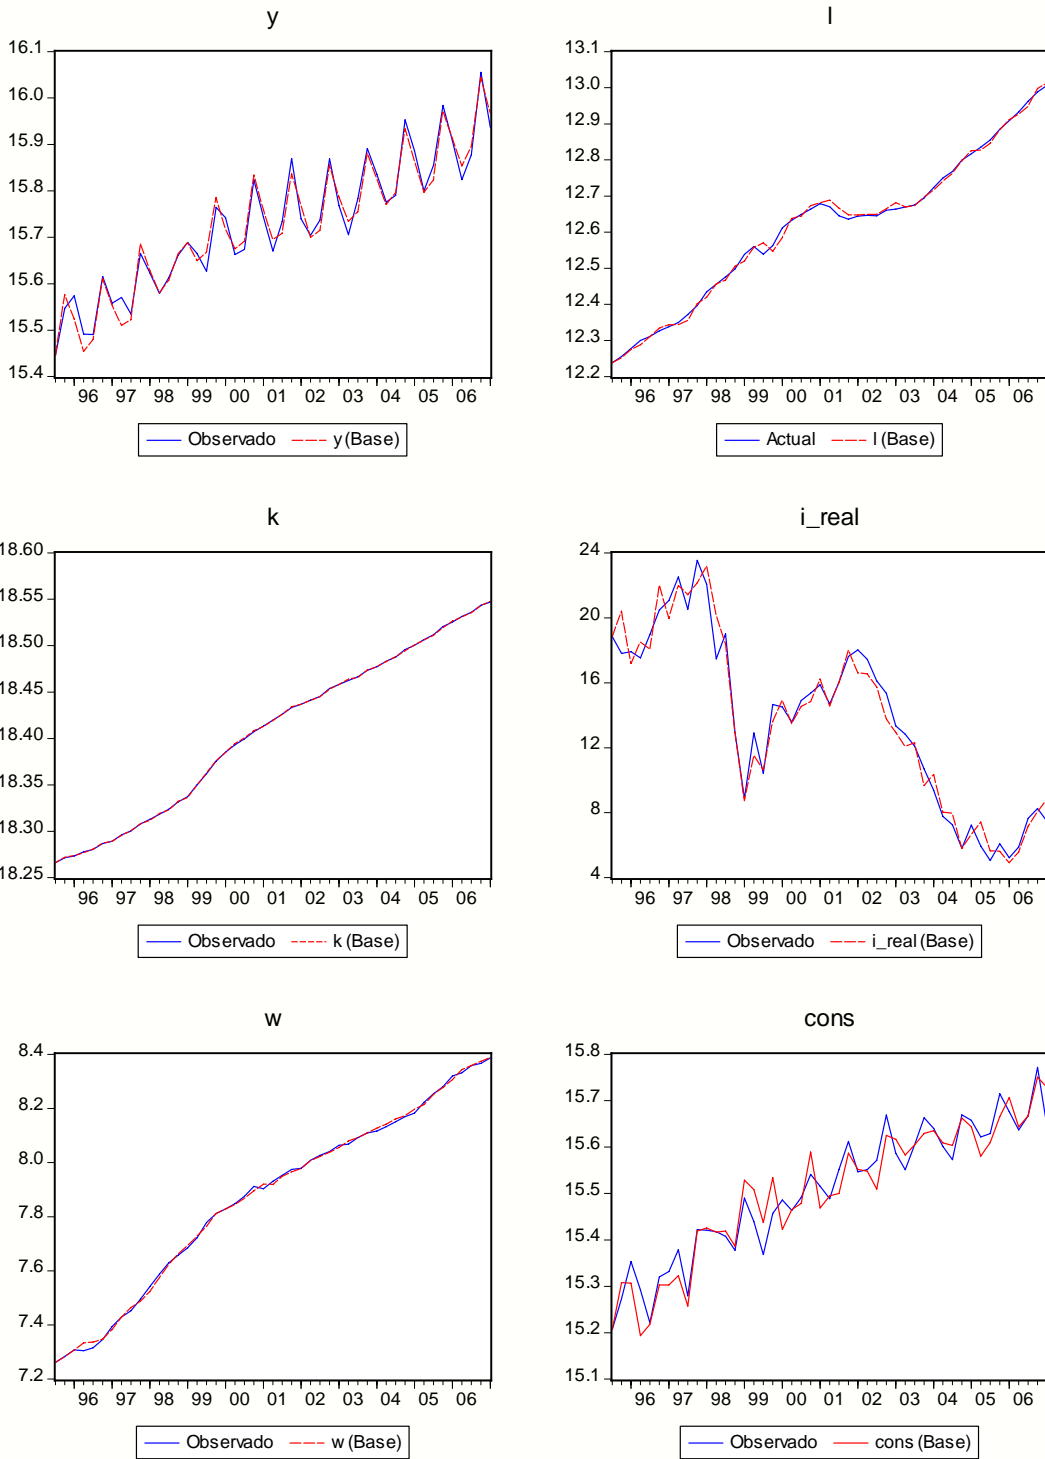 y
16.1
16.0
15.9
15.8
15.7
15.6
15.5
15.4
96 97 98 99 00 01 02 03 04 05 06
Observado y (Base)
l
13.1
13.0
12.9
12.8
12.7
12.6
12.5
12.4
12.3
12.2
96 97 98 99 00 01 02 03 04 05 06
Actual l (Base)
k
18.60
18.55
18.50
18.45
18.40
18.35
18.30
18.25
96 97 98 99 00 01 02 03 04 05 06
Observado k (Base)
i_real
24
20
16
12
8
4
96 97 98 99 00 01 02 03 04 05 06
Observado i_real (Base)
w
8.4
8.2
8.0
7.8
7.6
7.4
7.2
96 97 98 99 00 01 02 03 04 05 06
Observado w (Base)
cons
15.8
15.7
15.6
15.5
15.4
15.3
15.2
15.1
96 97 98 99 00 01 02 03 04 05 06
Observado cons (Base)